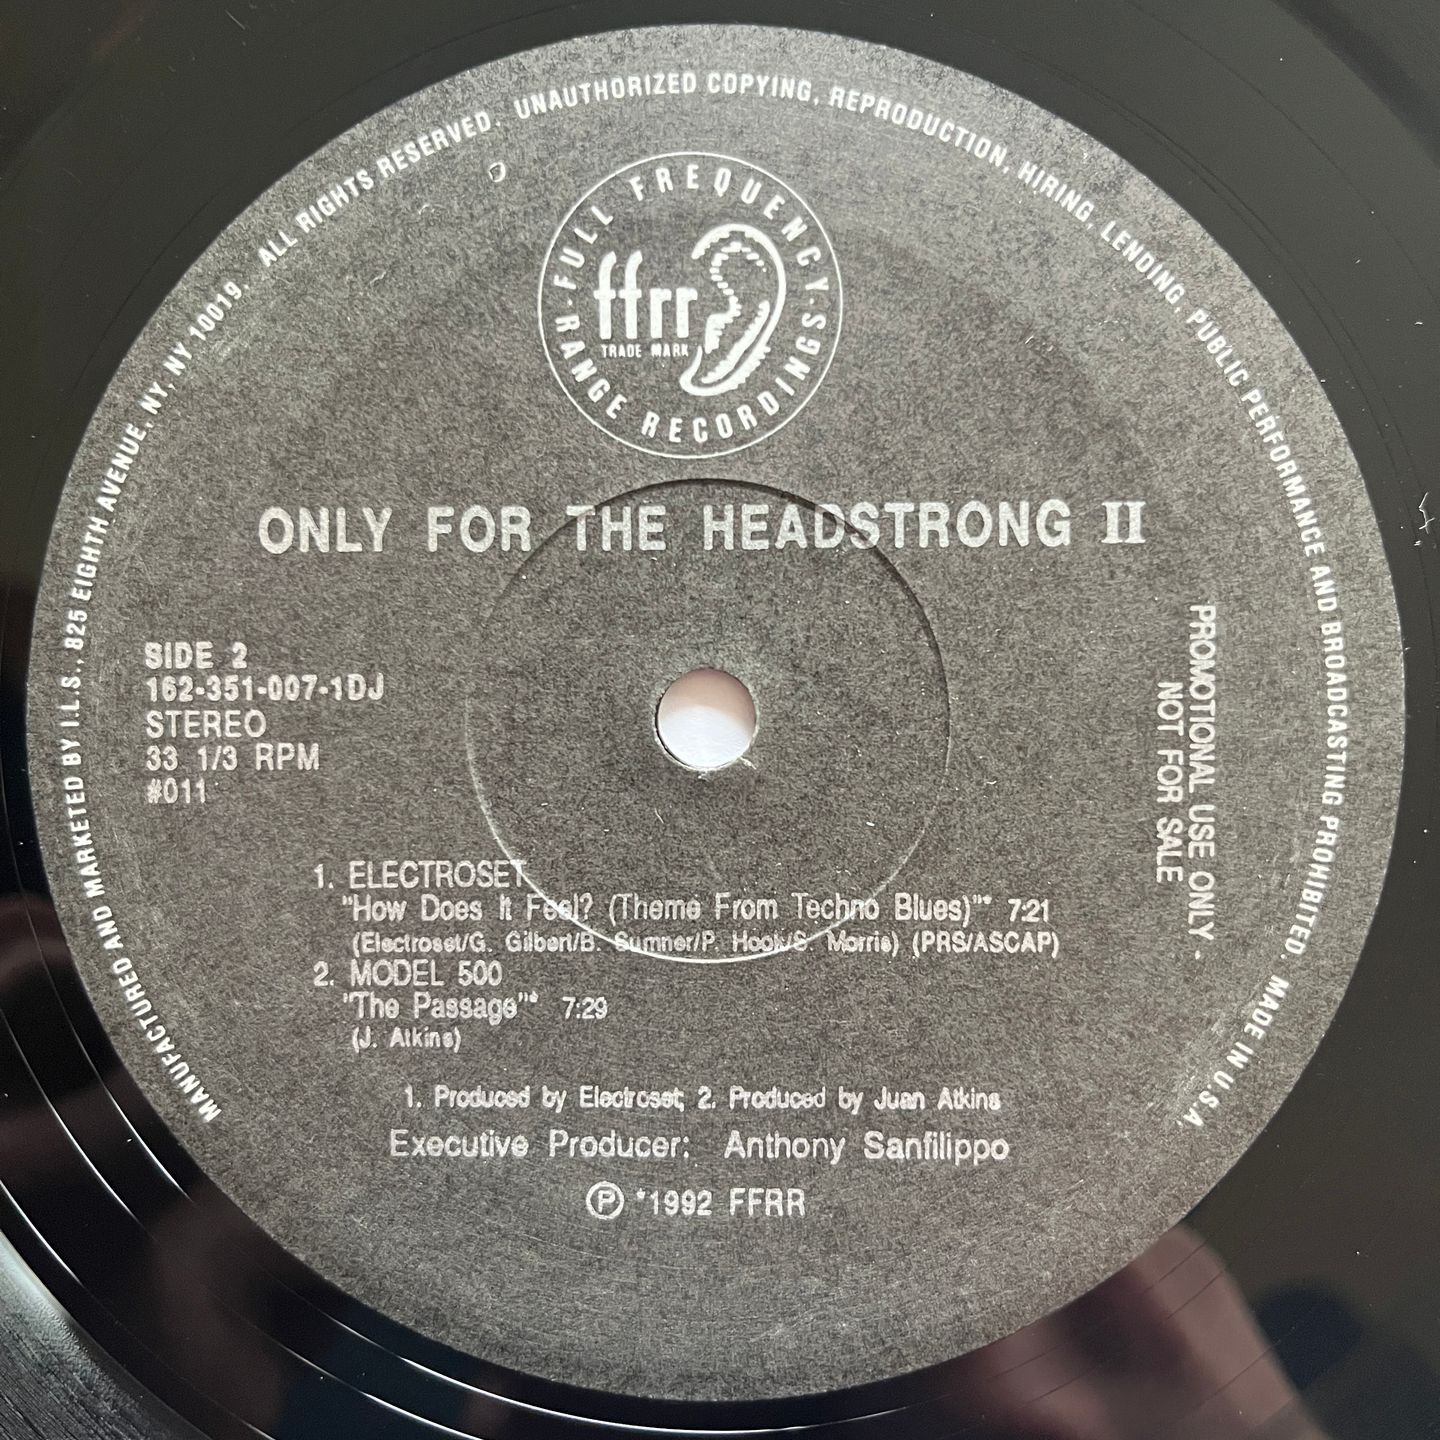 MANUFACTURED AND MARKETED BY I.L.S., 825 EIGHTH AVENUE, NY, NY 10019. ALL RIGHTS RESERVED. UNAUTHORIZED COPYING, REPRODUCTION, HIRING, LENDING, PUBLIC PERFORMANCE AND BROADCASTING PROHIBITED. MADE IN U.S.A.
FULL FREQUENCY
ffrr
TRADE MARK
RANGE RECORDINGS
ONLY FOR THE HEADSTRONG II
SIDE 2
162-351-007-1DJ
STEREO
33 1/3 RPM
#011
PROMOTIONAL USE ONLY •
NOT FOR SALE
1. ELECTROSET
"How Does It Feel? (Theme From Techno Blues)"* 7:21
(Electroset/G. Gilbert/B. Sumner/P. Hook/S. Morris) (PRS/ASCAP)
2. MODEL 500
"The Passage"* 7:29
(J. Atkins)
1. Produced by Electroset; 2. Produced by Juan Atkins
Executive Producer: Anthony Sanfilippo
Ⓟ *1992 FFRR